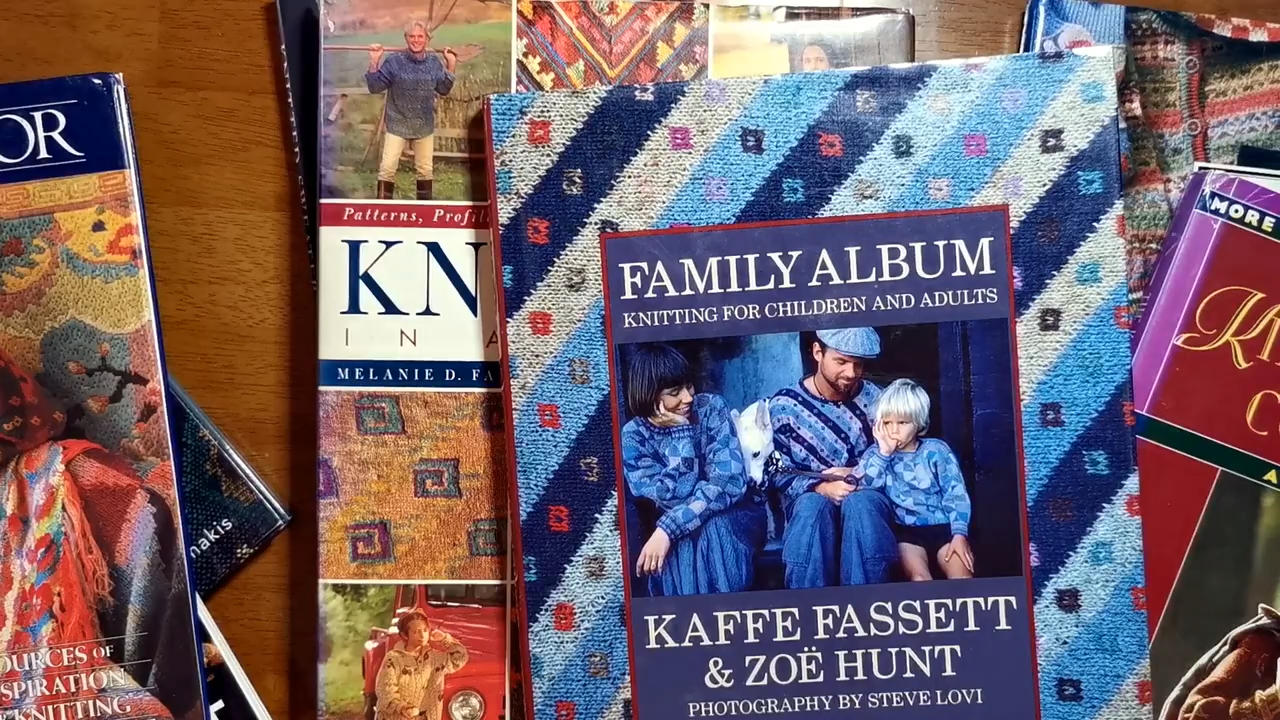 OR
OURCES OF
SPIRATION
KNITTING
nakis
Patterns, Profil
KN
I N A
MELANIE D. FA
FAMILY ALBUM
KNITTING FOR CHILDREN AND ADULTS
KAFFE FASSETT
& ZOË HUNT
PHOTOGRAPHY BY STEVE LOVI
MORE